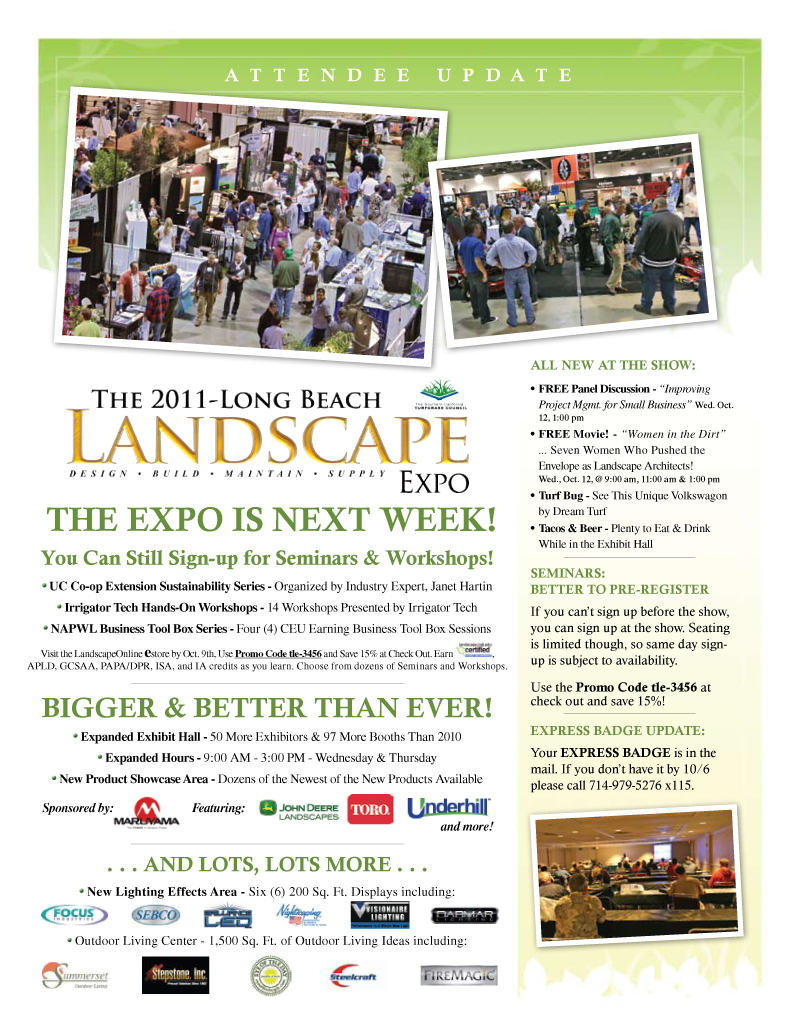 ATTENDEE UPDATE
THE 2011-LONG BEACH
The Southern California
TURFGRASS COUNCIL
LANDSCAPE
DESIGN • BUILD • MAINTAIN • SUPPLY
EXPO
THE EXPO IS NEXT WEEK!
You Can Still Sign-up for Seminars & Workshops!
• UC Co-op Extension Sustainability Series - Organized by Industry Expert, Janet Hartin
• Irrigator Tech Hands-On Workshops - 14 Workshops Presented by Irrigator Tech
• NAPWL Business Tool Box Series - Four (4) CEU Earning Business Tool Box Sessions
Visit the LandscapeOnline estore by Oct. 9th, Use Promo Code tle-3456 and Save 15% at Check Out. Earn certified,
APLD, GCSAA, PAPA/DPR, ISA, and IA credits as you learn. Choose from dozens of Seminars and Workshops.
BIGGER & BETTER THAN EVER!
• Expanded Exhibit Hall - 50 More Exhibitors & 97 More Booths Than 2010
• Expanded Hours - 9:00 AM - 3:00 PM - Wednesday & Thursday
• New Product Showcase Area - Dozens of the Newest of the New Products Available
Sponsored by: MARUYAMA Featuring: JOHN DEERE LANDSCAPES TORO. Underhill
and more!
. . . AND LOTS, LOTS MORE . . .
• New Lighting Effects Area - Six (6) 200 Sq. Ft. Displays including:
FOCUS INDUSTRIES SEBCO ALLIANCE LED Nightscaping VISIONAIRE LIGHTING DARMAR
• Outdoor Living Center - 1,500 Sq. Ft. of Outdoor Living Ideas including:
Summerset Outdoor Living Stepstone, Inc. EYE OF THE DAY Steelcraft FIREMAGIC
ALL NEW AT THE SHOW:
• FREE Panel Discussion - “Improving
Project Mgmt. for Small Business” Wed. Oct.
12, 1:00 pm
• FREE Movie! - “Women in the Dirt”
... Seven Women Who Pushed the
Envelope as Landscape Architects!
Wed., Oct. 12, @ 9:00 am, 11:00 am & 1:00 pm
• Turf Bug - See This Unique Volkswagon
by Dream Turf
• Tacos & Beer - Plenty to Eat & Drink
While in the Exhibit Hall
SEMINARS:
BETTER TO PRE-REGISTER
If you can’t sign up before the show,
you can sign up at the show. Seating
is limited though, so same day sign-
up is subject to availability.
Use the Promo Code tle-3456 at
check out and save 15%!
EXPRESS BADGE UPDATE:
Your EXPRESS BADGE is in the
mail. If you don’t have it by 10/6
please call 714-979-5276 x115.